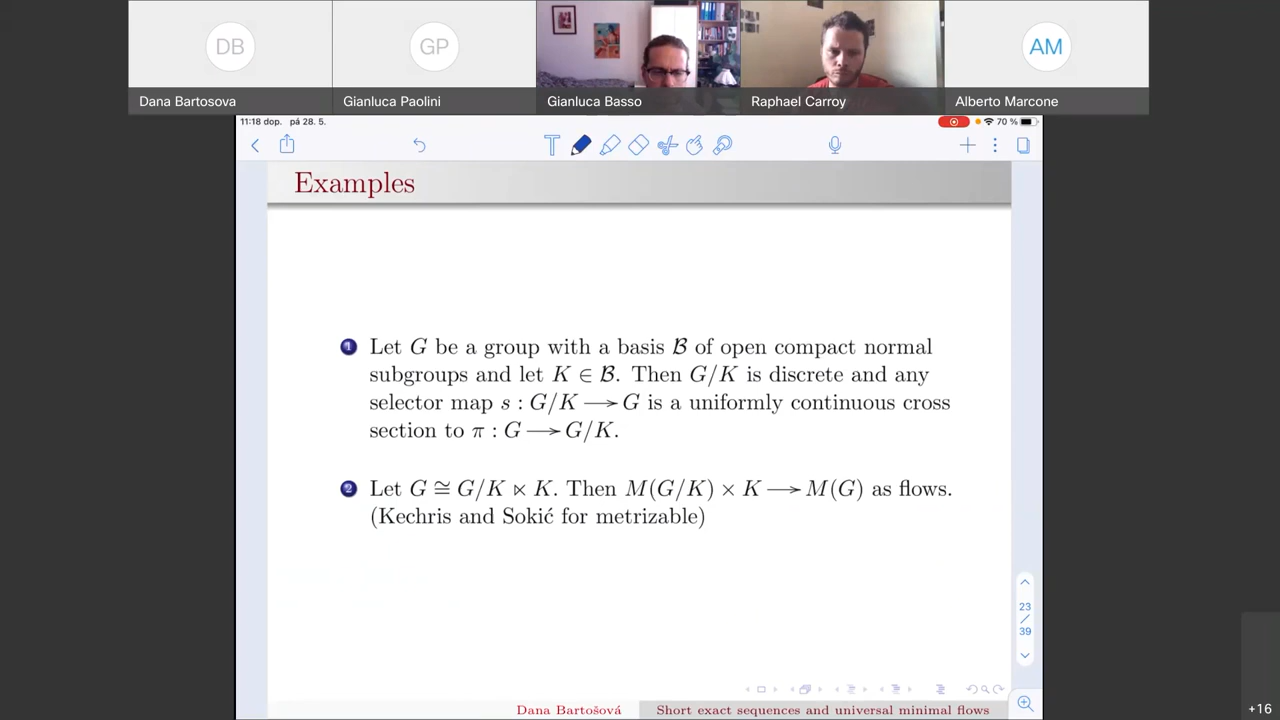 DB
GP
AM
Dana Bartosova
Gianluca Paolini
Gianluca Basso
Raphael Carroy
Alberto Marcone
11:18 dop. pá 28. 5.
70 %
T
Examples
1 Let G be a group with a basis ℬ of open compact normal
subgroups and let K ∈ ℬ. Then G/K is discrete and any
selector map s : G/K ⟶ G is a uniformly continuous cross
section to π : G ⟶ G/K.
2 Let G ≅ G/K ⋉ K. Then M(G/K) × K ⟶ M(G) as flows.
(Kechris and Sokić for metrizable)
23
/
39
Dana Bartošová
Short exact sequences and universal minimal flows
+16